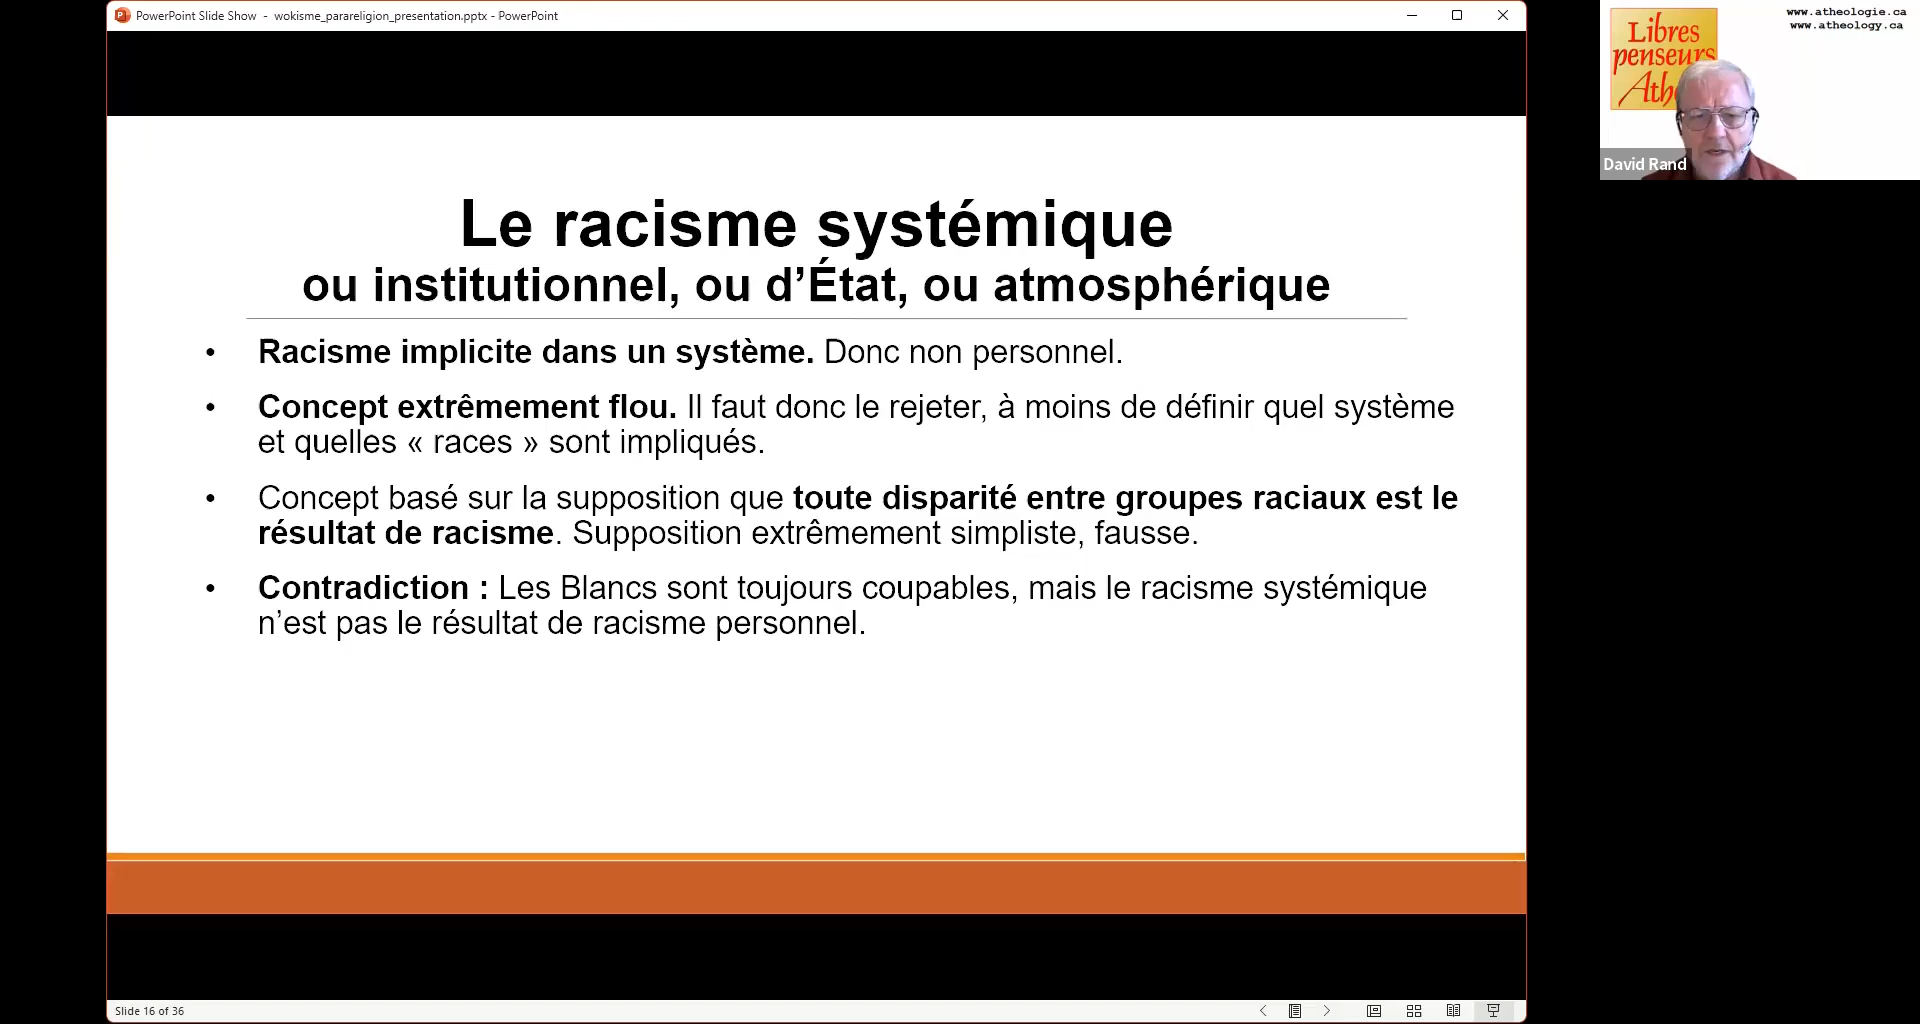 PowerPoint Slide Show - wokisme_parareligion_presentation.pptx - PowerPoint
www.atheologie.ca
www.atheology.ca
Libres
penseurs
Ath
David Rand
Le racisme systémique
ou institutionnel, ou d’État, ou atmosphérique
• Racisme implicite dans un système. Donc non personnel.
• Concept extrêmement flou. Il faut donc le rejeter, à moins de définir quel système
et quelles « races » sont impliqués.
• Concept basé sur la supposition que toute disparité entre groupes raciaux est le
résultat de racisme. Supposition extrêmement simpliste, fausse.
• Contradiction : Les Blancs sont toujours coupables, mais le racisme systémique
n’est pas le résultat de racisme personnel.
Slide 16 of 36